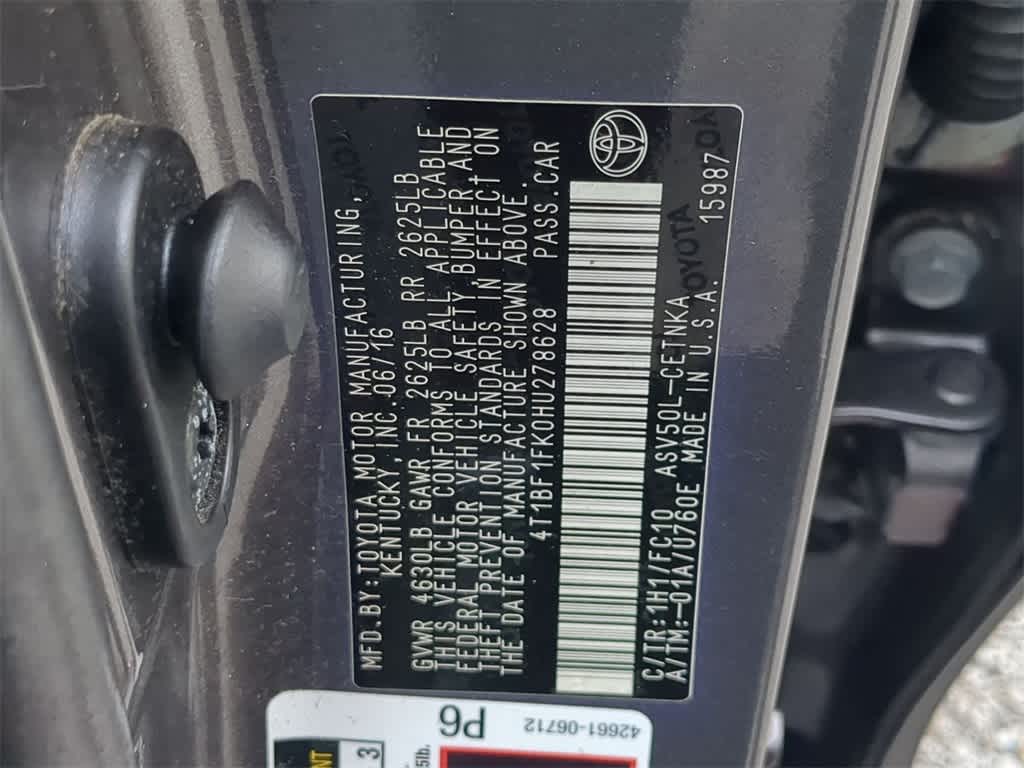 MFD.BY:TOYOTA MOTOR MANUFACTURING,
KENTUCKY,INC.06/16
GVWR 4630LB GAWR FR 2625LB RR 2625LB
THIS VEHICLE CONFORMS TO ALL APPLICABLE
FEDERAL MOTOR VEHICLE SAFETY,BUMPER,AND
THEFT PREVENTION STANDARDS IN EFFECT ON
THE DATE OF MANUFACTURE SHOWN ABOVE.
4T1BF1FK0HU278628 PASS.CAR
C/TR:1H1/FC10 ASV50L-CETNKA
A/TM:-01A/U760E MADE IN U.S.A. 15987
TOYOTA
P6
42661-06712
3
5lb.